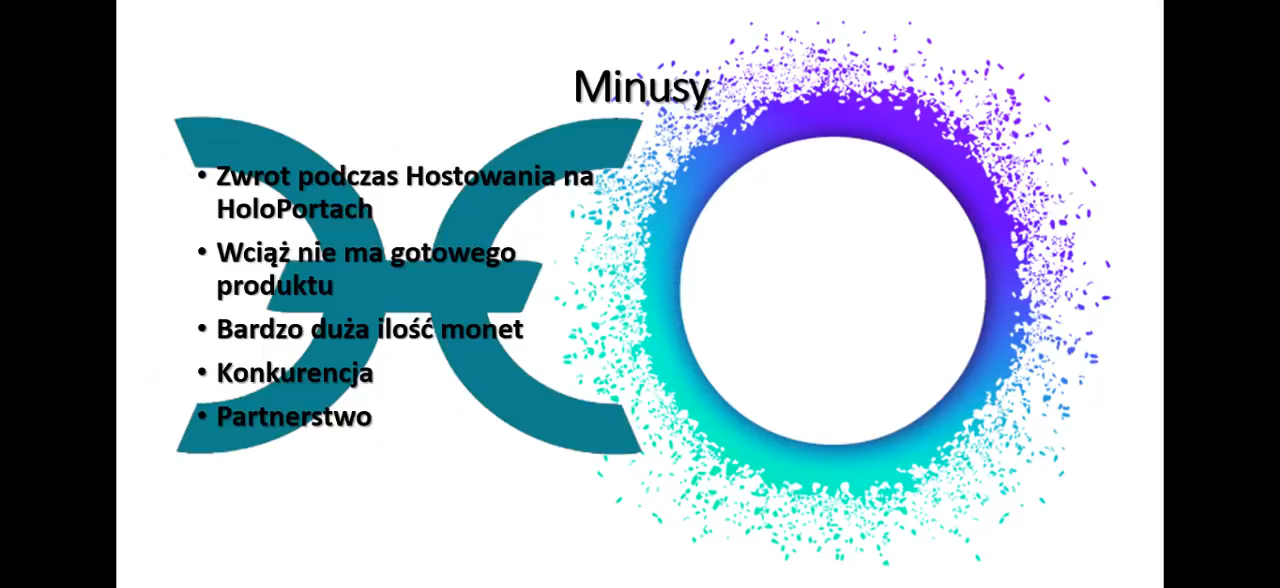 Minusy
• Zwrot podczas Hostowania na
HoloPortach
• Wciąż nie ma gotowego
produktu
• Bardzo duża ilość monet
• Konkurencja
• Partnerstwo